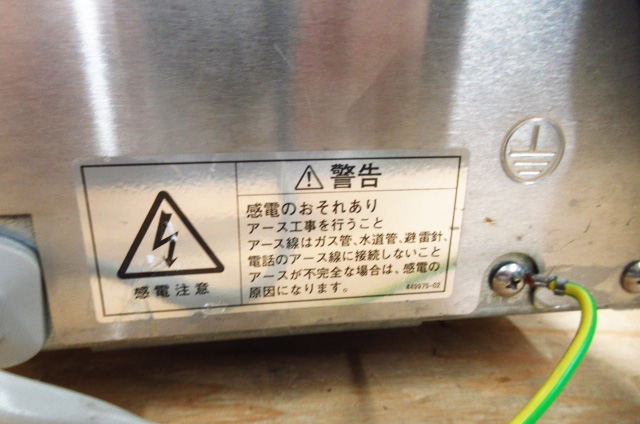 感電注意
警告
感電のおそれあり
アース工事を行うこと
アース線はガス管、水道管、避雷針、
電話のアース線に接続しないこと
アースが不完全な場合は、感電の
原因になります。
449975-02